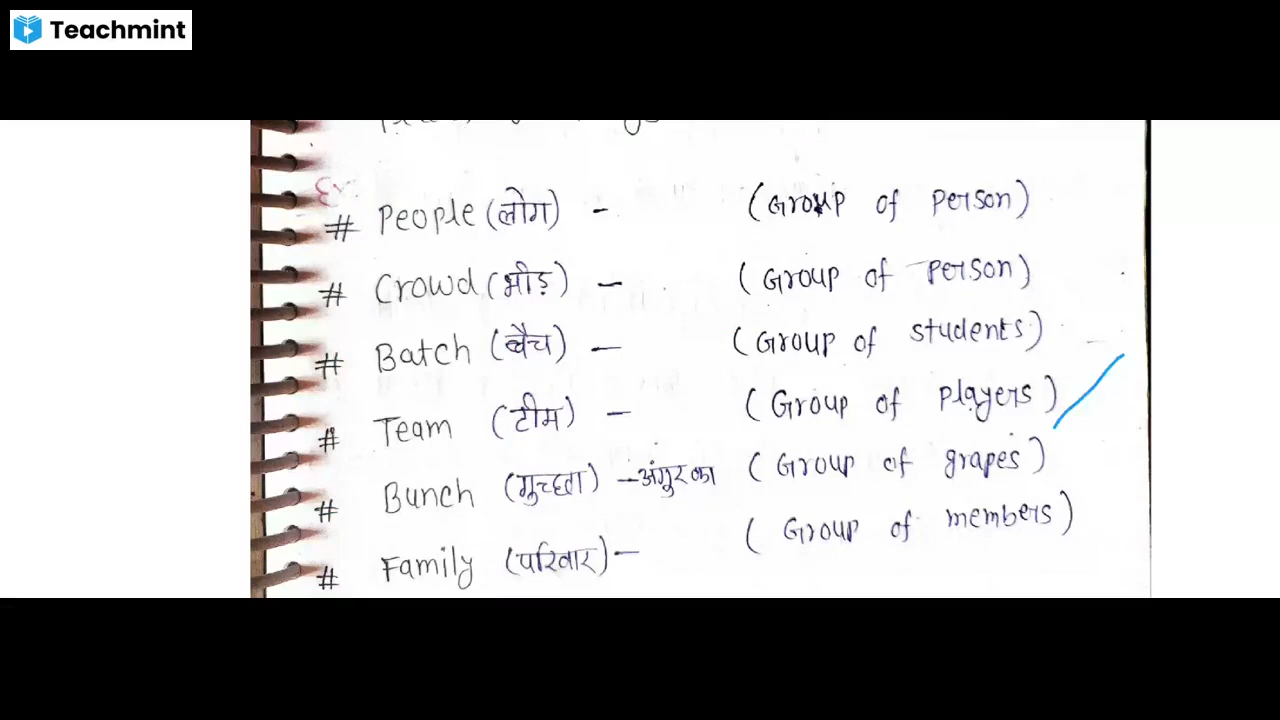 Teachmint
Ex:
# People (लोग) - (Group of person)
# Crowd (भीड़) - (Group of person)
# Batch (बैच) - (Group of students)
# Team (टीम) - (Group of players)
# Bunch (गुच्छा) - अंगुर का (Group of grapes)
# Family (परिवार) - (Group of members)